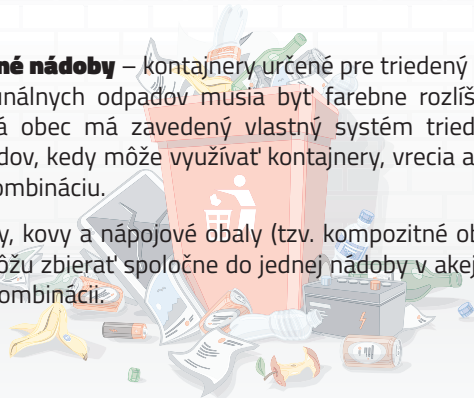 né nádoby – kontajnery určené pre triedený
unálnych odpadov musia byť farebne rozlíš
á obec má zavedený vlastný systém tried
dov, kedy môže využívať kontajnery, vrecia a
ombináciu.
y, kovy a nápojové obaly (tzv. kompozitné ob
ôžu zbierať spoločne do jednej nádoby v akej
ombinácii.